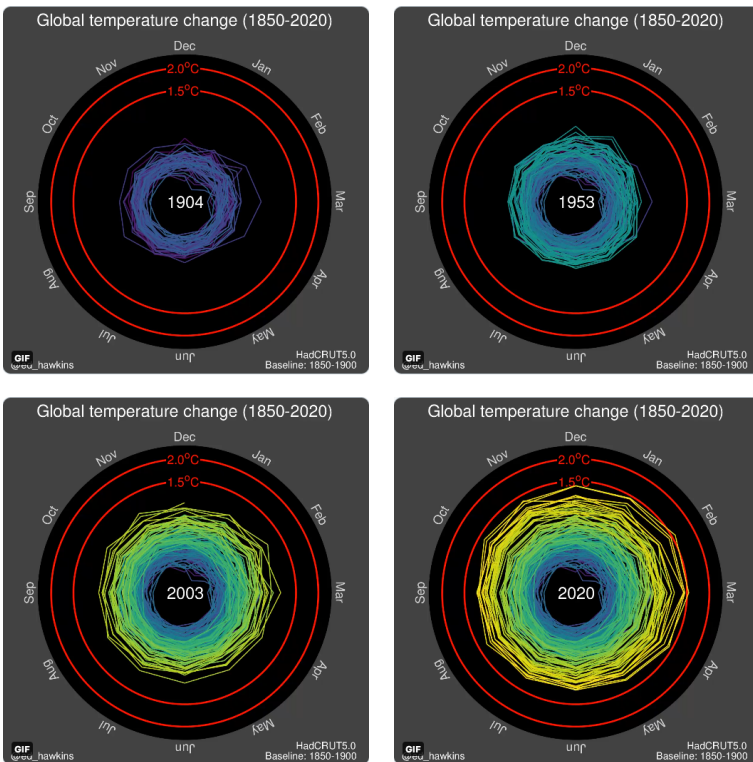 Global temperature change (1850-2020)
Dec
Nov
Jan
2.0°C
1.5°C
Oct
Feb
Sep
1904
Mar
Aug
Apr
Jul
May
Jun
GIF
HadCRUT5.0
@ed_hawkins
Baseline: 1850-1900
Global temperature change (1850-2020)
Dec
Nov
Jan
2.0°C
1.5°C
Oct
Feb
Sep
1953
Mar
Aug
Apr
Jul
May
Jun
GIF
HadCRUT5.0
@ed_hawkins
Baseline: 1850-1900
Global temperature change (1850-2020)
Dec
Nov
Jan
2.0°C
1.5°C
Oct
Feb
Sep
2003
Mar
Aug
Apr
Jul
May
Jun
GIF
HadCRUT5.0
@ed_hawkins
Baseline: 1850-1900
Global temperature change (1850-2020)
Dec
Nov
Jan
2.0°C
1.5°C
Oct
Feb
Sep
2020
Mar
Aug
Apr
Jul
May
Jun
GIF
HadCRUT5.0
@ed_hawkins
Baseline: 1850-1900